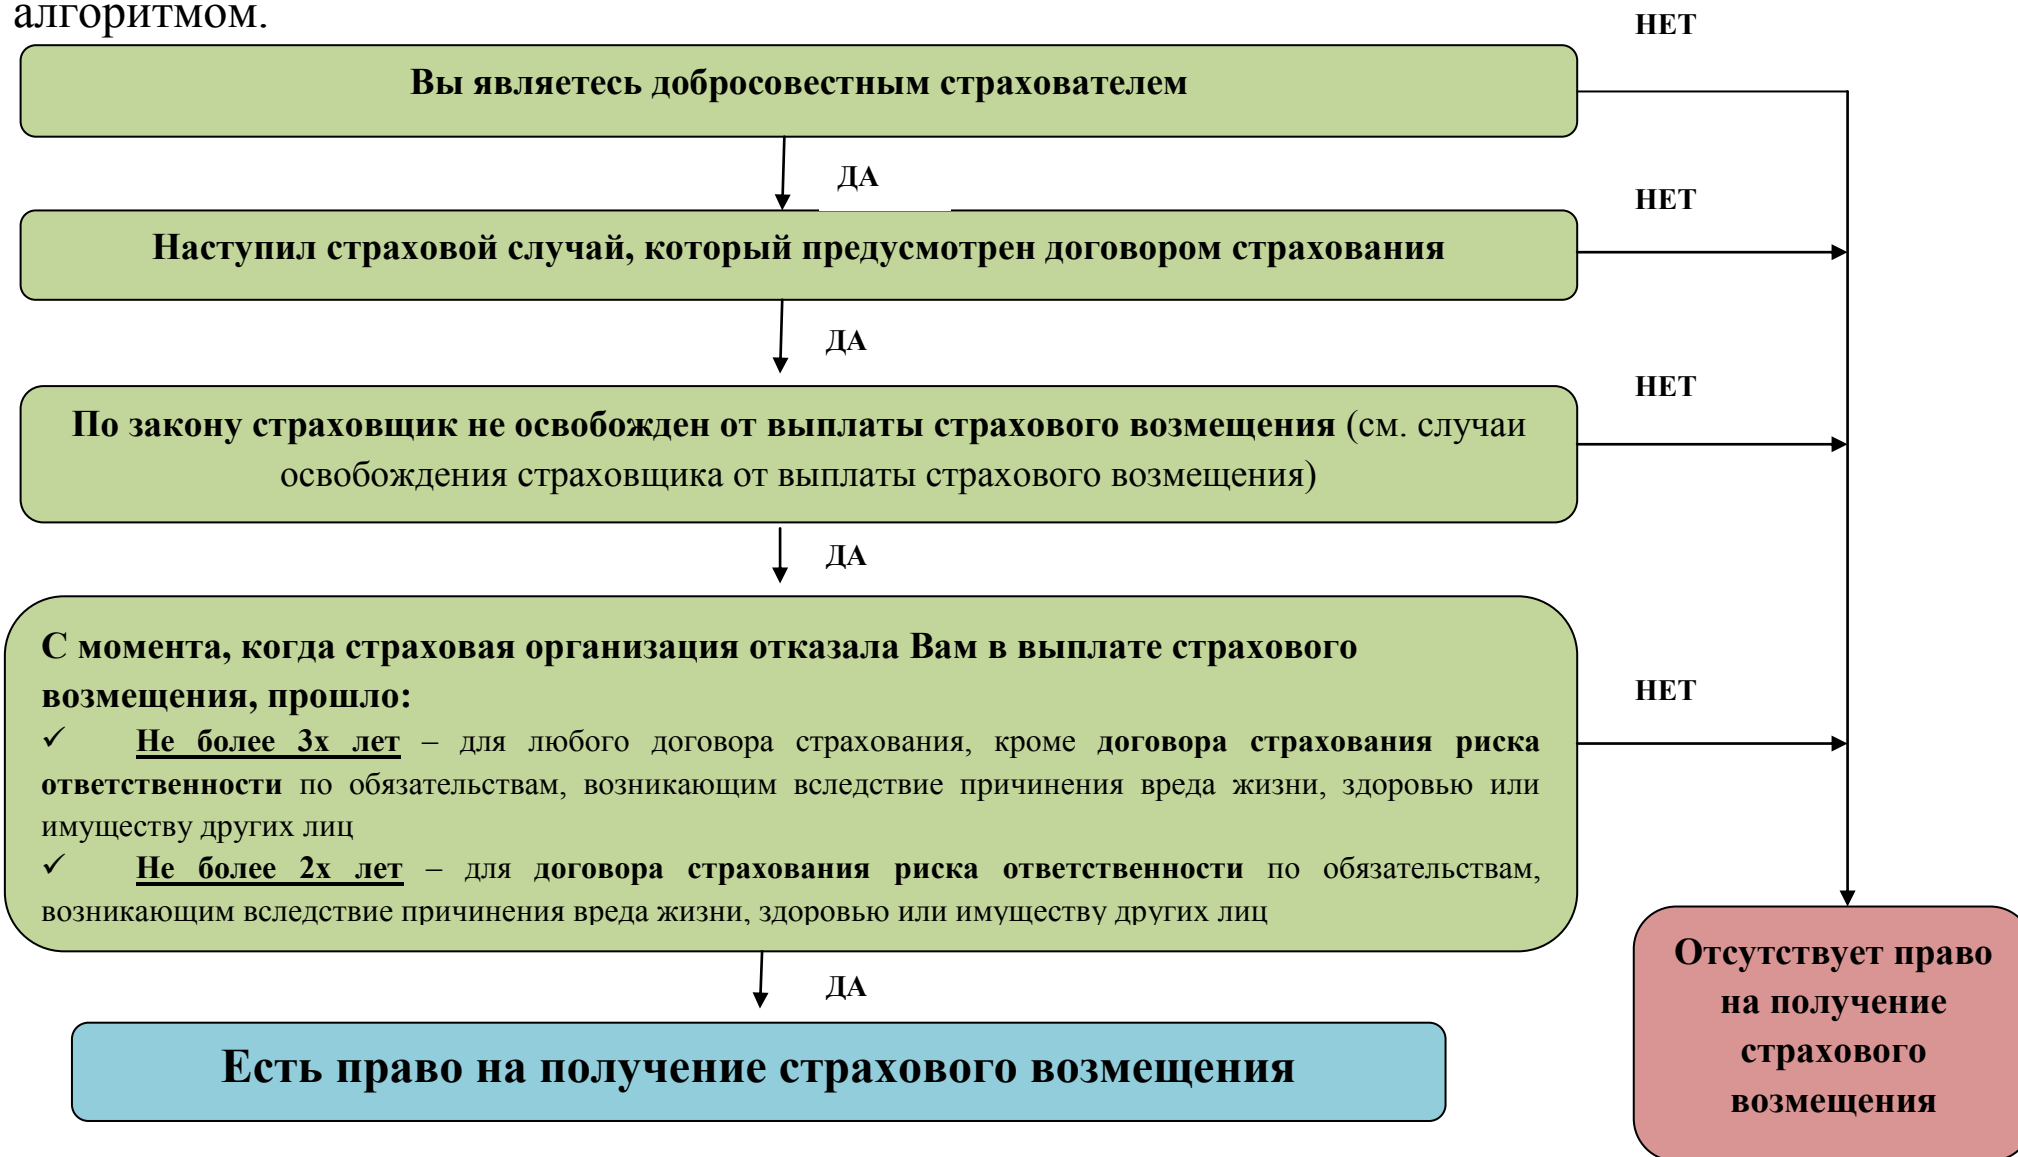 алгоритмом.
НЕТ
Вы являетесь добросовестным страхователем
ДА
НЕТ
Наступил страховой случай, который предусмотрен договором страхования
ДА
НЕТ
По закону страховщик не освобожден от выплаты страхового возмещения (см. случаи
освобождения страховщика от выплаты страхового возмещения)
ДА
С момента, когда страховая организация отказала Вам в выплате страхового
возмещения, прошло:
НЕТ
✓ Не более 3х лет – для любого договора страхования, кроме договора страхования риска
ответственности по обязательствам, возникающим вследствие причинения вреда жизни, здоровью или
имуществу других лиц
✓ Не более 2х лет – для договора страхования риска ответственности по обязательствам,
возникающим вследствие причинения вреда жизни, здоровью или имуществу других лиц
ДА
Есть право на получение страхового возмещения
Отсутствует право
на получение
страхового
возмещения